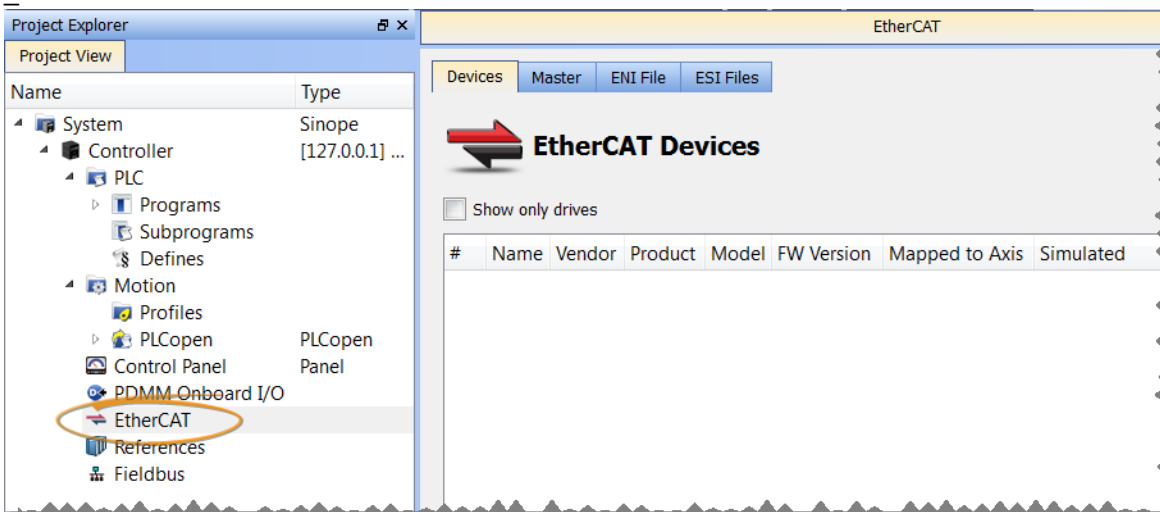 Project Explorer
Project View
Name Type
System Sinope
Controller [127.0.0.1] ...
PLC
Programs
Subprograms
Defines
Motion
Profiles
PLCopen PLCopen
Control Panel Panel
PDMM Onboard I/O
EtherCAT
References
Fieldbus
EtherCAT
Devices Master ENI File ESI Files
EtherCAT Devices
Show only drives
# Name Vendor Product Model FW Version Mapped to Axis Simulated